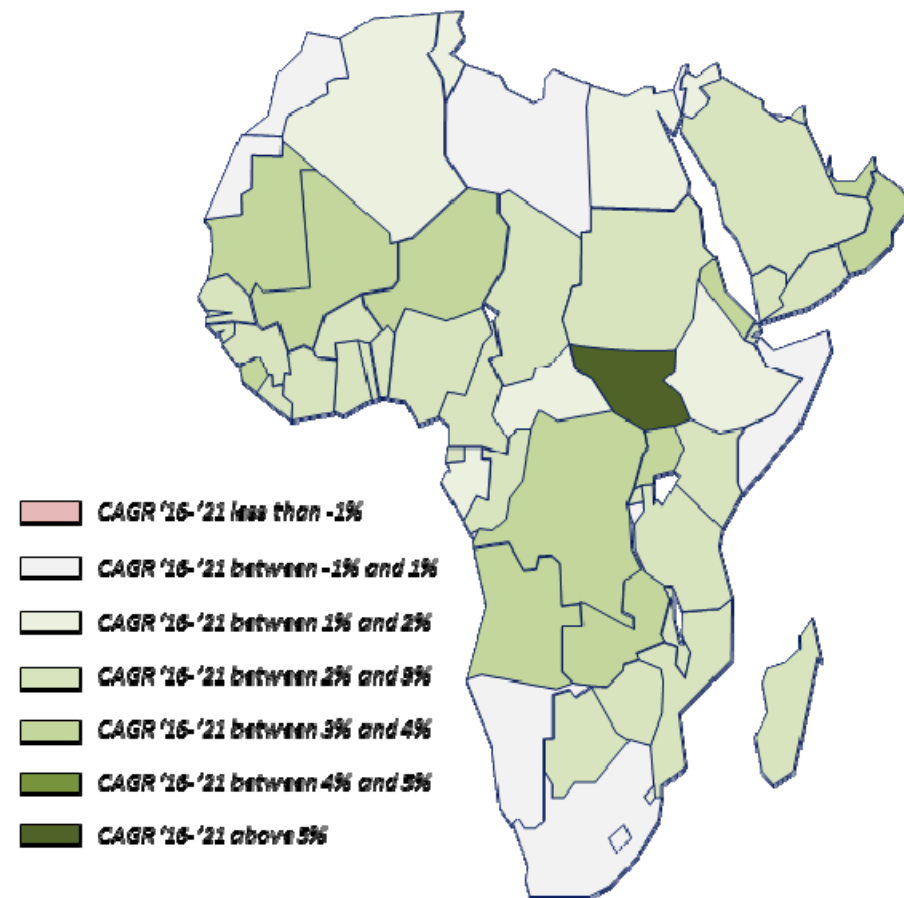 CAGR '16-'21 less than -1%
CAGR '16-'21 between -1% and 1%
CAGR '16-'21 between 1% and 2%
CAGR '16-'21 between 2% and 3%
CAGR '16-'21 between 3% and 4%
CAGR '16-'21 between 4% and 5%
CAGR '16-'21 above 5%